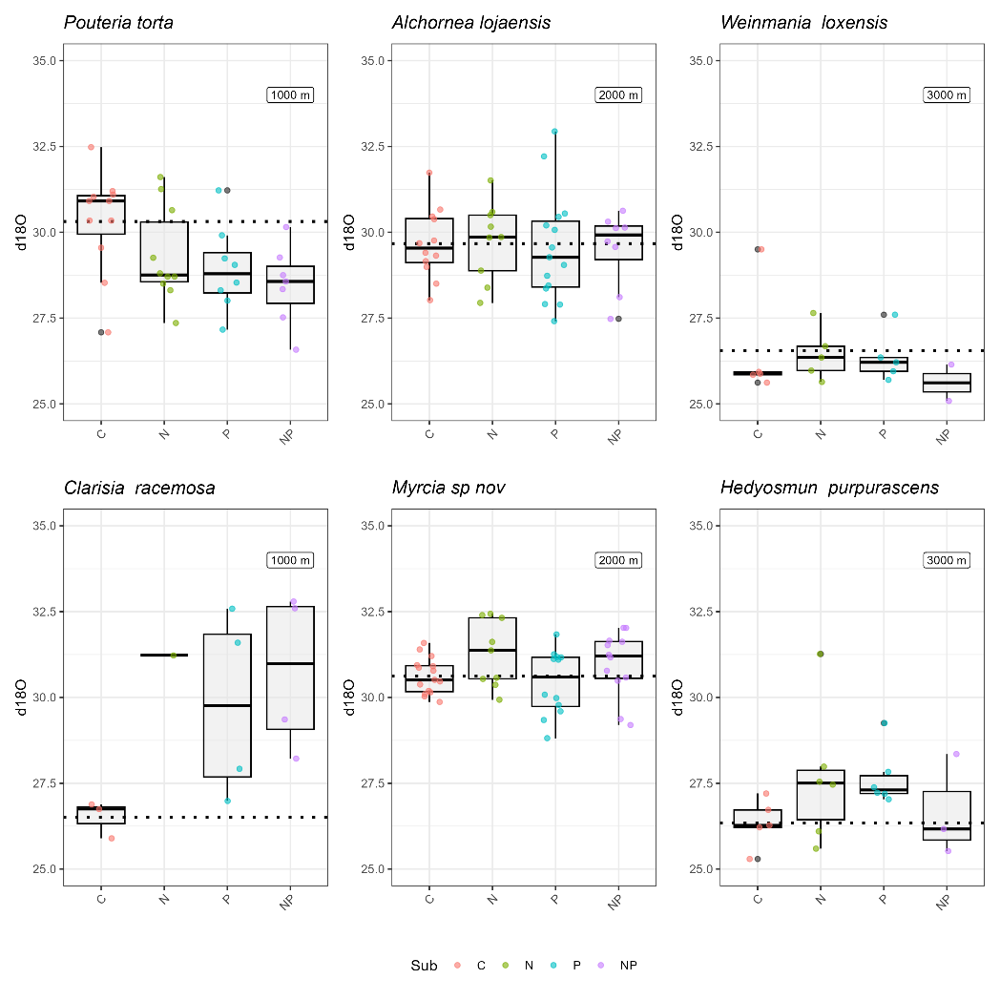 Pouteria torta
Alchornea lojaensis
Weinmania  loxensis
35.0
32.5
30.0
27.5
25.0
d18O
1000 m
C
N
P
NP
35.0
32.5
30.0
27.5
25.0
d18O
2000 m
C
N
P
NP
35.0
32.5
30.0
27.5
25.0
d18O
3000 m
C
N
P
NP
Clarisia  racemosa
Myrcia sp nov
Hedyosmun  purpurascens
35.0
32.5
30.0
27.5
25.0
d18O
1000 m
C
N
P
NP
35.0
32.5
30.0
27.5
25.0
d18O
2000 m
C
N
P
NP
35.0
32.5
30.0
27.5
25.0
d18O
3000 m
C
N
P
NP
Sub C N P NP